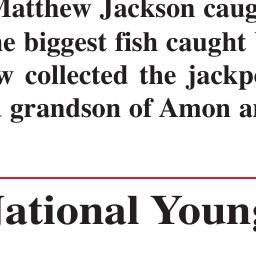 Matthew Jackson caug
e biggest fish caught
w collected the jackp
grandson of Amon a
National Young